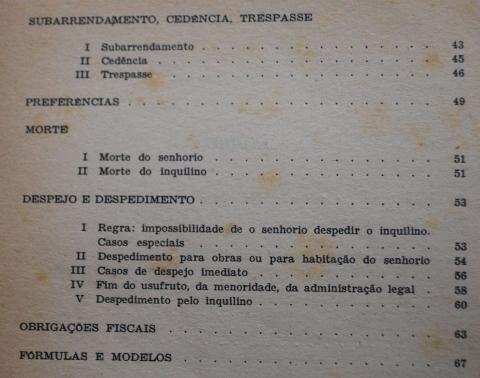 SUBARRENDAMENTO, CEDÊNCIA, TRESPASSE
I Subarrendamento . . . . . . . . . . . . . . . . 43
II Cedência . . . . . . . . . . . . . . . . . . . 45
III Trespasse . . . . . . . . . . . . . . . . . . 46
PREFERÊNCIAS . . . . . . . . . . . . . . . . . . . 49
MORTE
I Morte do senhorio . . . . . . . . . . . . . . . 51
II Morte do inquilino . . . . . . . . . . . . . . 51
DESPEJO E DESPEDIMENTO . . . . . . . . . . . . . . 53
I Regra: impossibilidade de o senhorio despedir o inquilino.
Casos especiais . . . . . . . . . . . . . . . . . 53
II Despedimento para obras ou para habitação do senhorio 54
III Casos de despejo imediato . . . . . . . . . . 56
IV Fim do usufruto, da menoridade, da administração legal . 58
V Despedimento pelo inquilino . . . . . . . . . . 60
OBRIGAÇÕES FISCAIS . . . . . . . . . . . . . . . . 63
FÓRMULAS E MODELOS . . . . . . . . . . . . . . . . 67